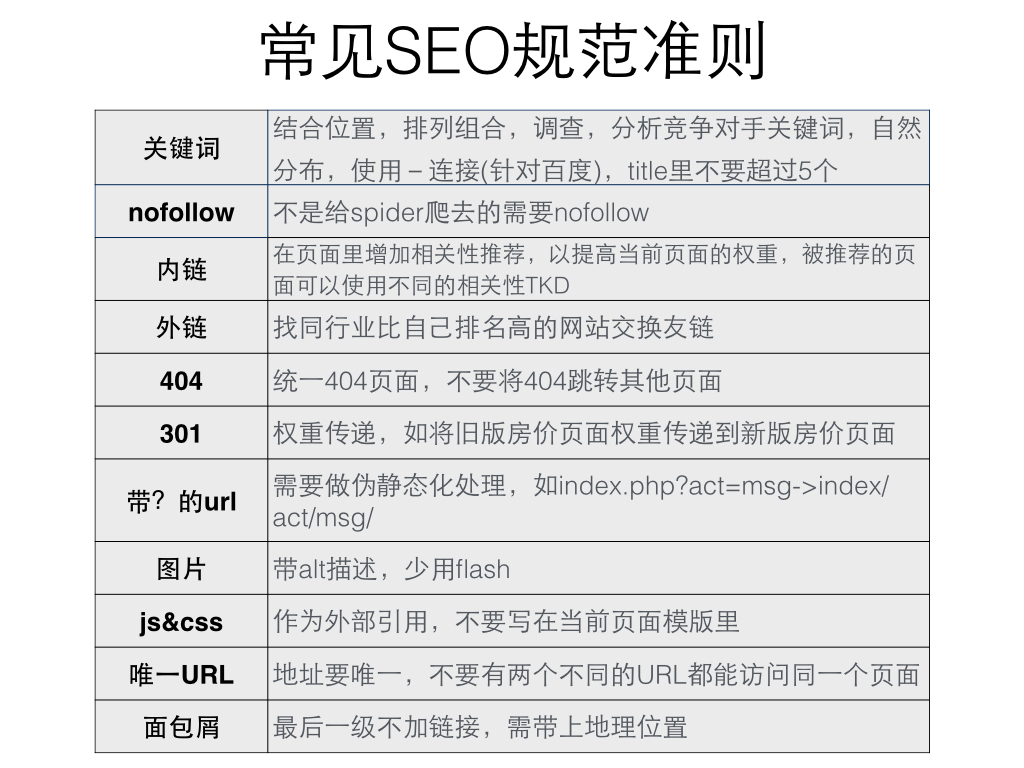 常见SEO规范准则
关键词
结合位置，排列组合，调查，分析竞争对手关键词，自然
分布，使用 – 连接(针对百度)，title里不要超过5个
nofollow
不是给spider爬去的需要nofollow
内链
在页面里增加相关性推荐，以提高当前页面的权重，被推荐的页
面可以使用不同的相关性TKD
外链
找同行业比自己排名高的网站交换友链
404
统一404页面，不要将404跳转其他页面
301
权重传递，如将旧版房价页面权重传递到新版房价页面
带？的url
需要做伪静态化处理，如index.php?act=msg->index/
act/msg/
图片
带alt描述，少用flash
js&css
作为外部引用，不要写在当前页面模版里
唯一URL
地址要唯一，不要有两个不同的URL都能访问同一个页面
面包屑
最后一级不加链接，需带上地理位置